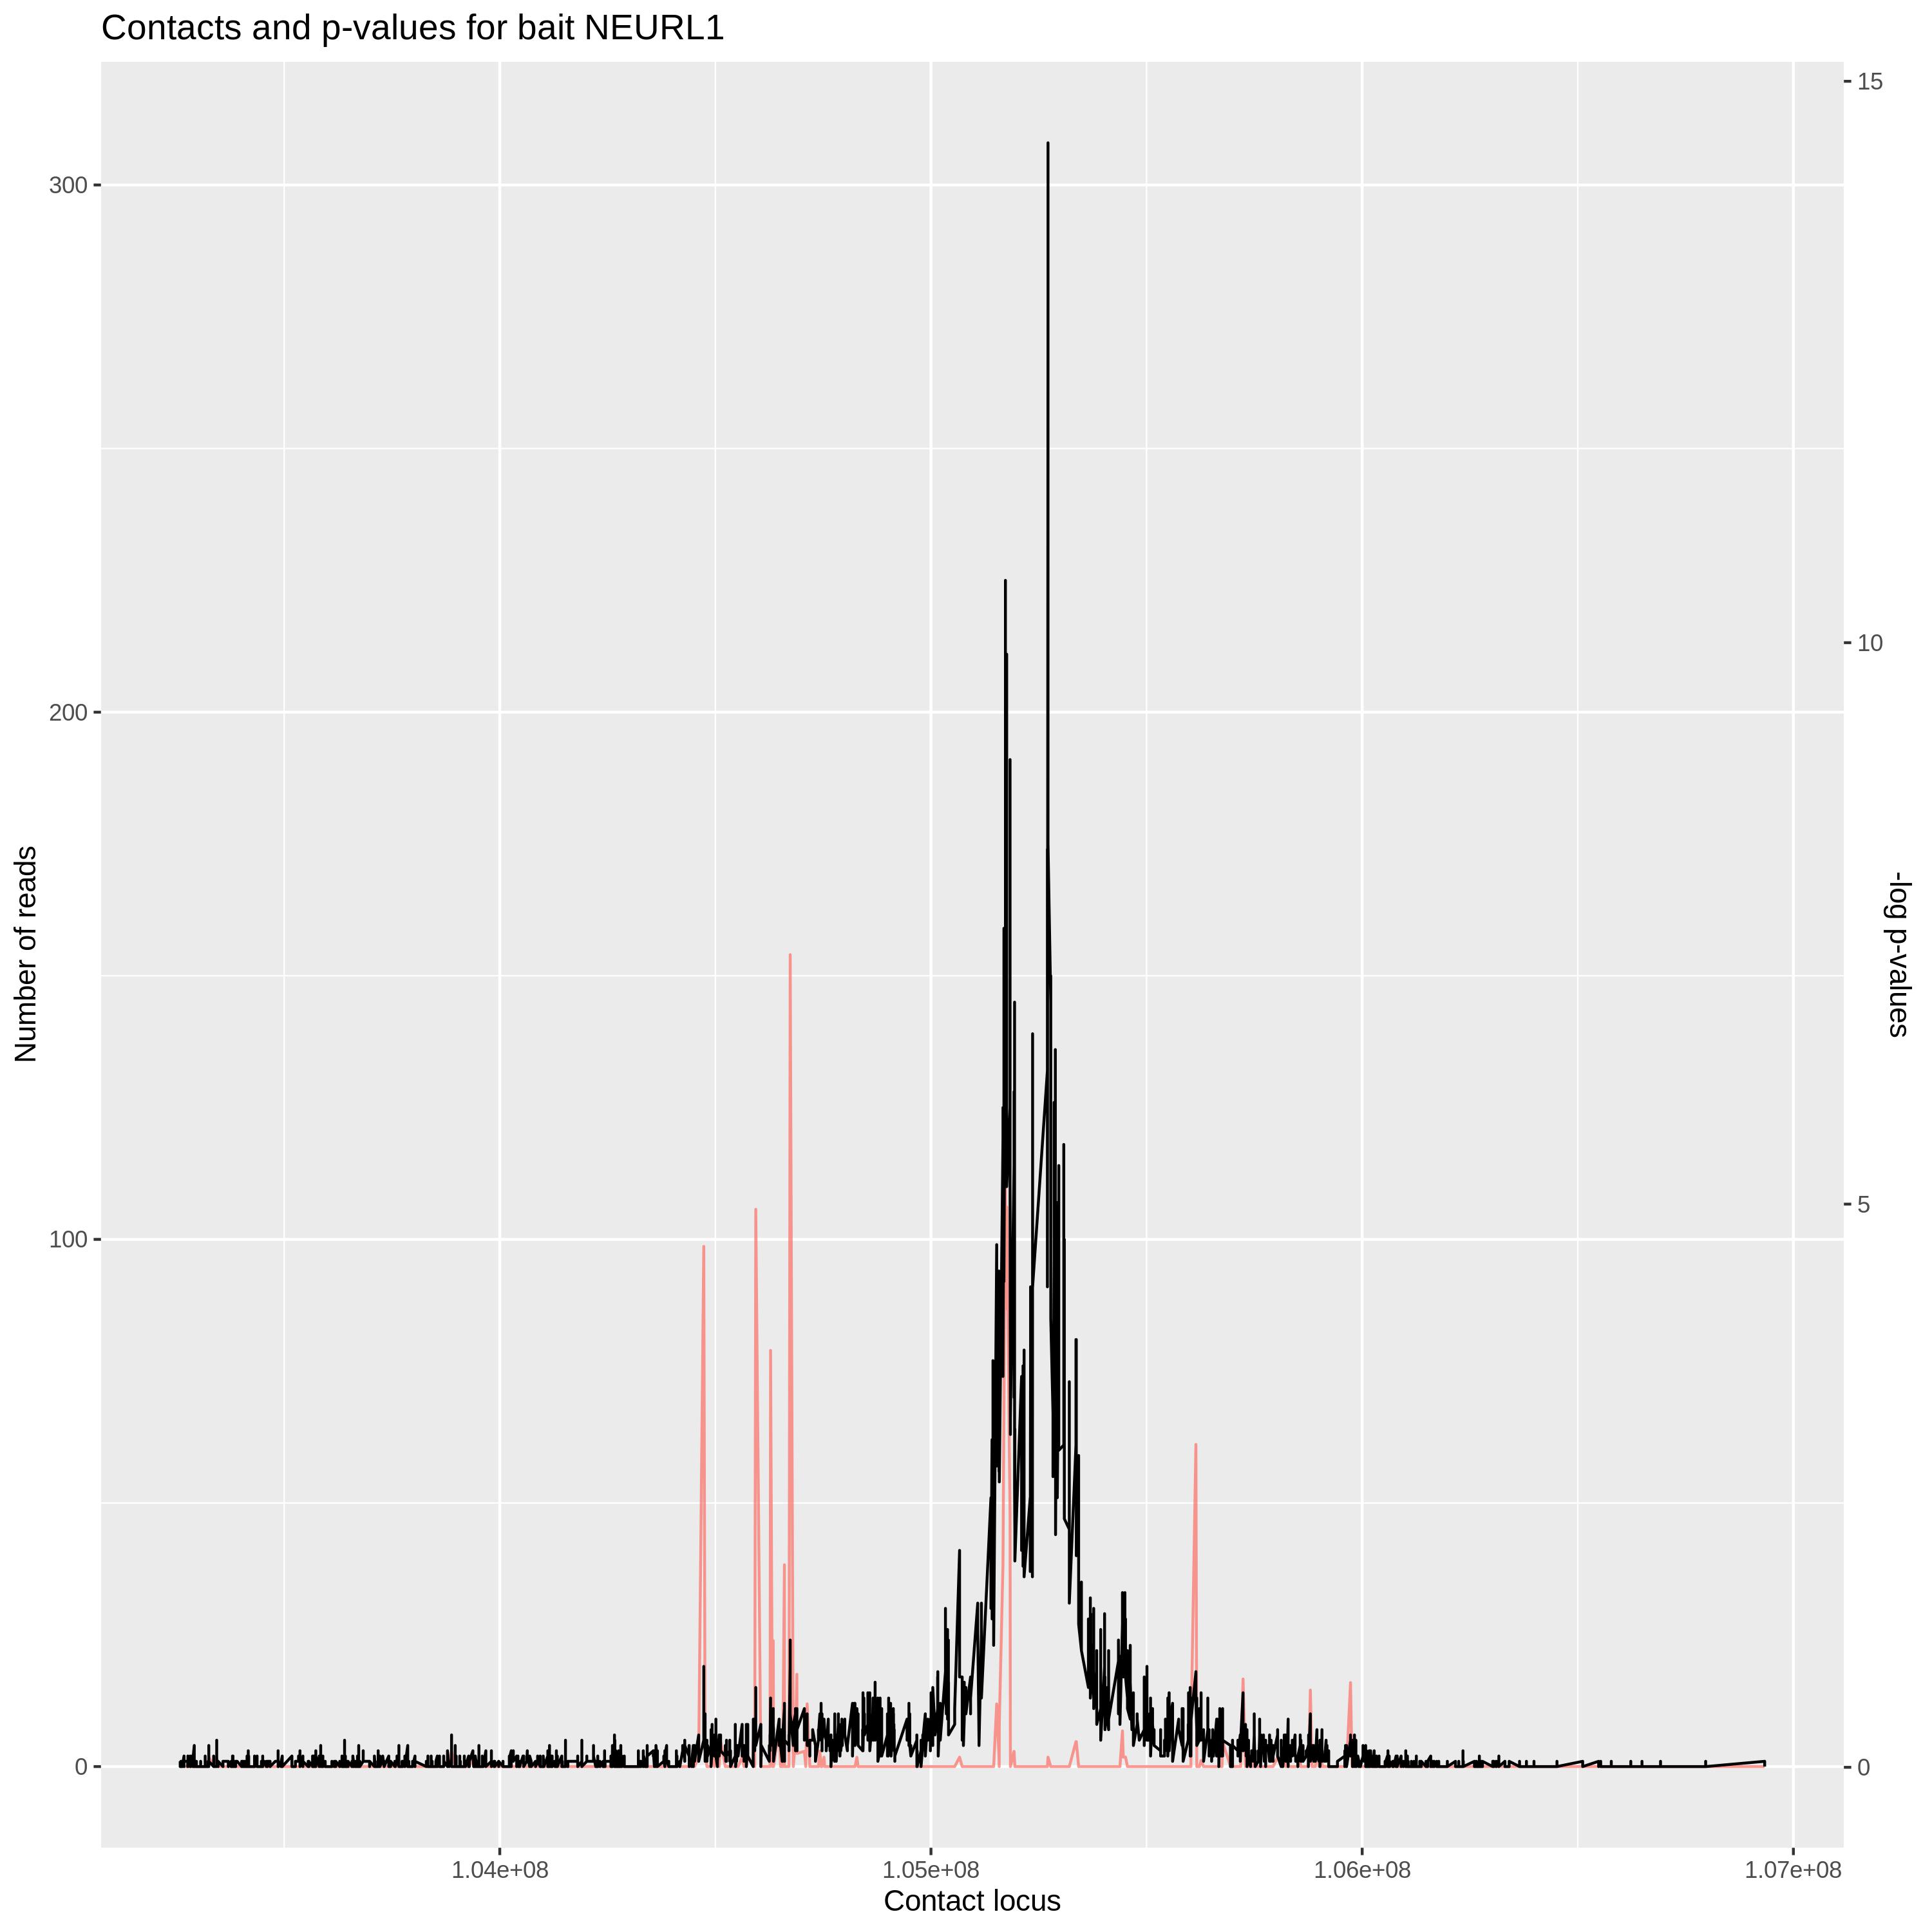 Contacts and p-values for bait NEURL1
15
300
10
200
Number of reads
-log p-values
5
100
0
0
1.04e+08
1.05e+08
1.06e+08
1.07e+08
Contact locus